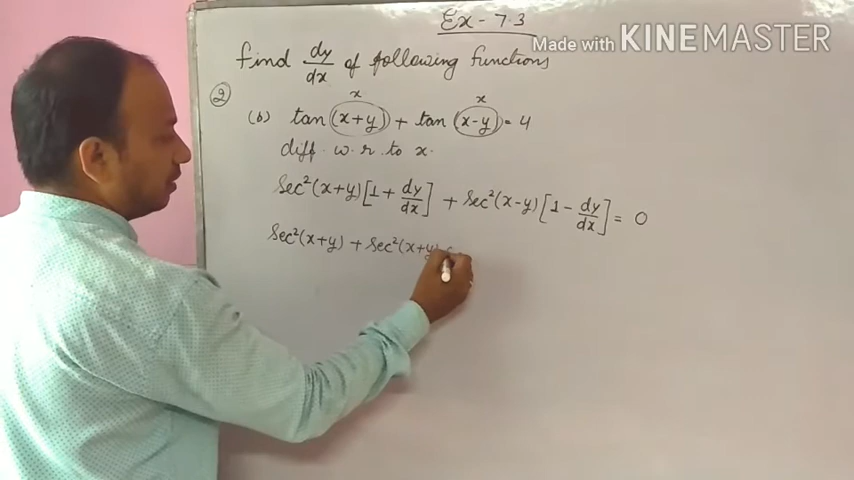 Ex - 7.3
Made with KINEMASTER
find dy/dx of following functions
②
x x
(b) tan (x+y) + tan (x-y) = 4
diff. w.r. to x.
Sec²(x+y)[1 + dy/dx] + Sec²(x-y)[1 - dy/dx] = 0
Sec²(x+y) + Sec²(x+y)